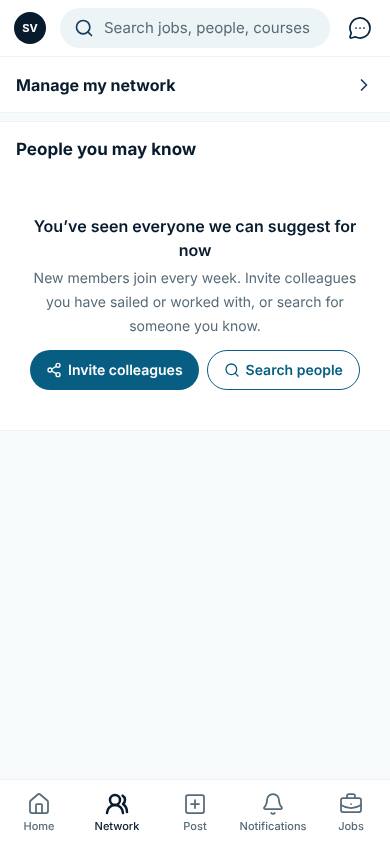 SV
Search jobs, people, courses
Manage my network
People you may know
You’ve seen everyone we can suggest for
now
New members join every week. Invite colleagues
you have sailed or worked with, or search for
someone you know.
Invite colleagues
Search people
Home
Network
Post
Notifications
Jobs